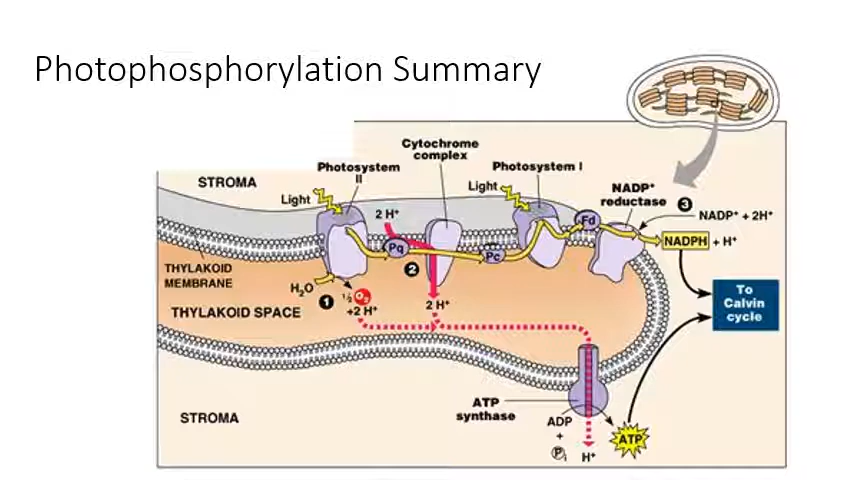 Photophosphorylation Summary
Cytochrome
complex
Photosystem
II
Photosystem I
STROMA
Light
Light
NADP⁺
reductase
3
2 H⁺
Fd
NADP⁺ + 2H⁺
Pq
NADPH + H⁺
Pc
2
THYLAKOID
MEMBRANE
H₂O
1
½ O₂
+2 H⁺
2 H⁺
THYLAKOID SPACE
To
Calvin
cycle
ATP
synthase
STROMA
ADP
+
Pi
H⁺
ATP